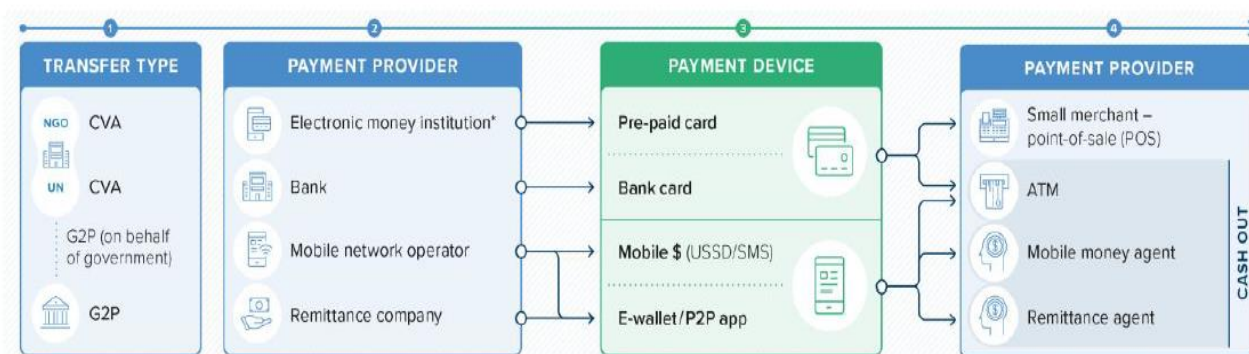 1
2
3
4
TRANSFER TYPE
NGO
CVA
UN
CVA
G2P (on behalf
of government)
G2P
PAYMENT PROVIDER
Electronic money institution*
Bank
Mobile network operator
Remittance company
PAYMENT DEVICE
Pre-paid card
Bank card
Mobile $ (USSD/SMS)
E-wallet/P2P app
PAYMENT PROVIDER
Small merchant –
point-of-sale (POS)
ATM
Mobile money agent
Remittance agent
CASH OUT